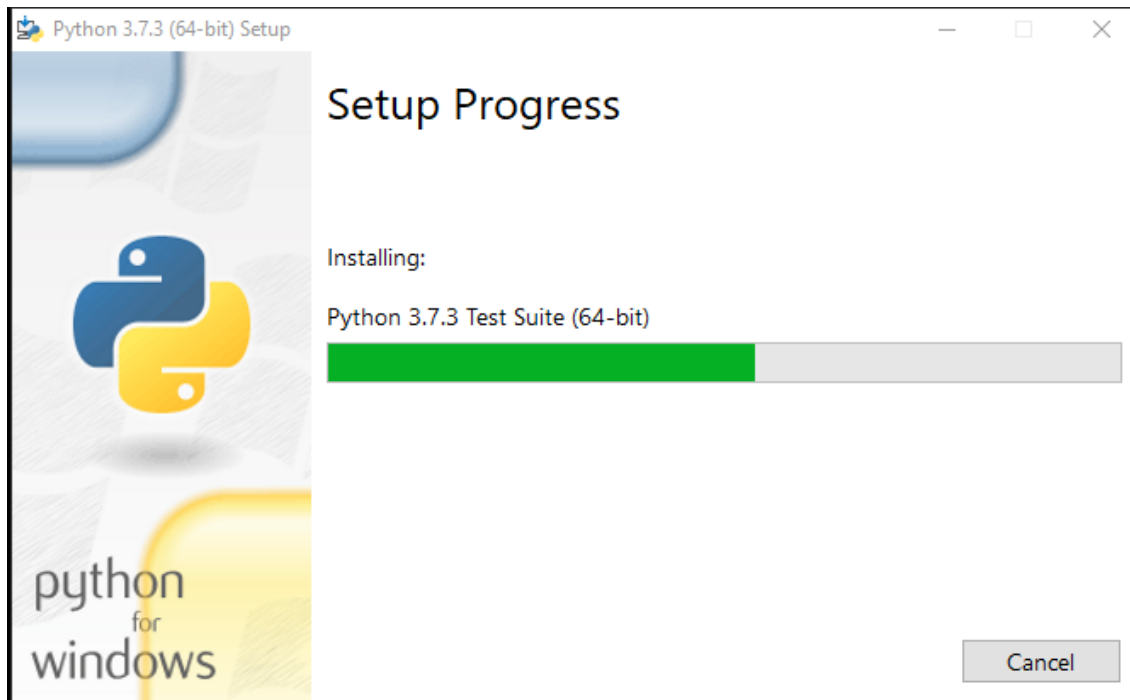 Python 3.7.3 (64-bit) Setup
Setup Progress
Installing:
Python 3.7.3 Test Suite (64-bit)
python
for
windows
Cancel